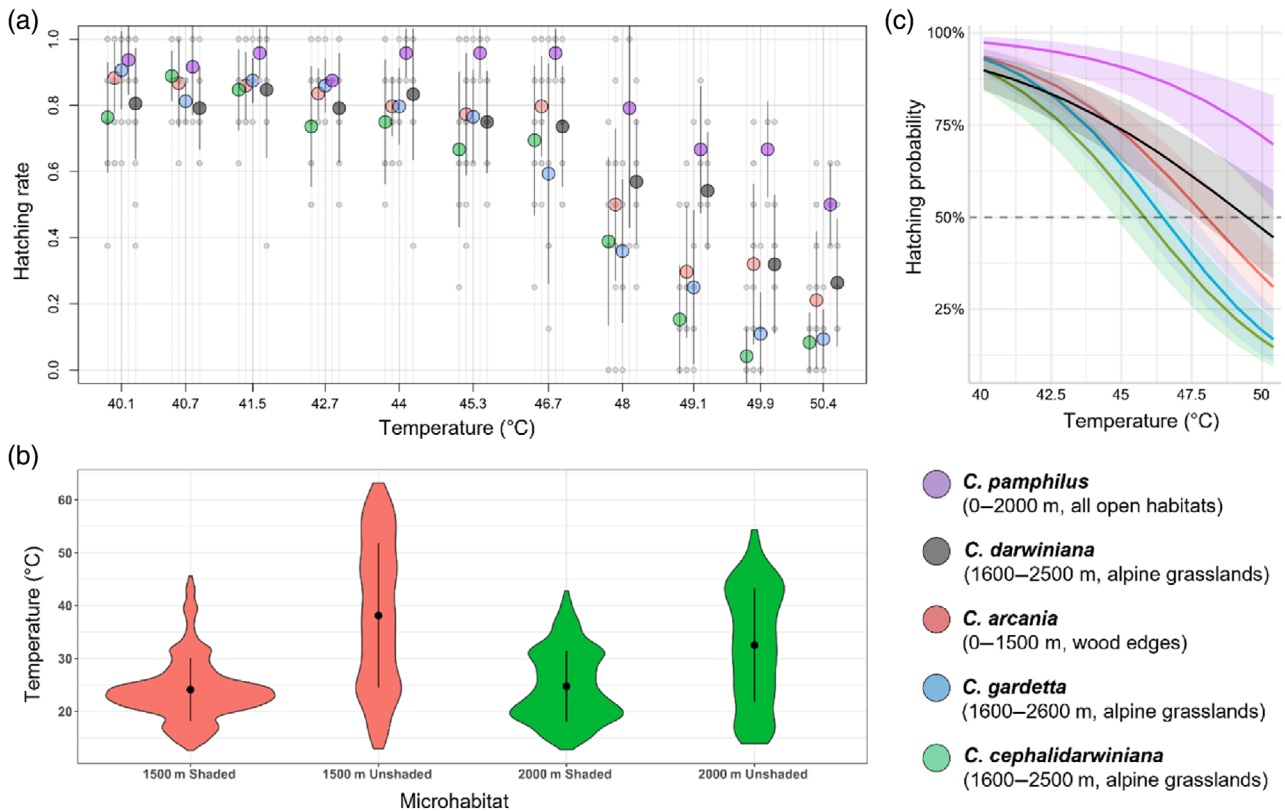 (a)
Hatching rate
1.0
0.8
0.6
0.4
0.2
0.0
40.1 40.7 41.5 42.7 44 45.3 46.7 48 49.1 49.9 50.4
Temperature (°C)
(c)
Hatching probability
100%
75%
50%
25%
40 42.5 45 47.5 50
Temperature (°C)
(b)
Temperature (°C)
60
50
40
30
20
1500 m Shaded 1500 m Unshaded 2000 m Shaded 2000 m Unshaded
Microhabitat
C. pamphilus
(0–2000 m, all open habitats)
C. darwiniana
(1600–2500 m, alpine grasslands)
C. arcania
(0–1500 m, wood edges)
C. gardetta
(1600–2600 m, alpine grasslands)
C. cephalidarwiniana
(1600–2500 m, alpine grasslands)